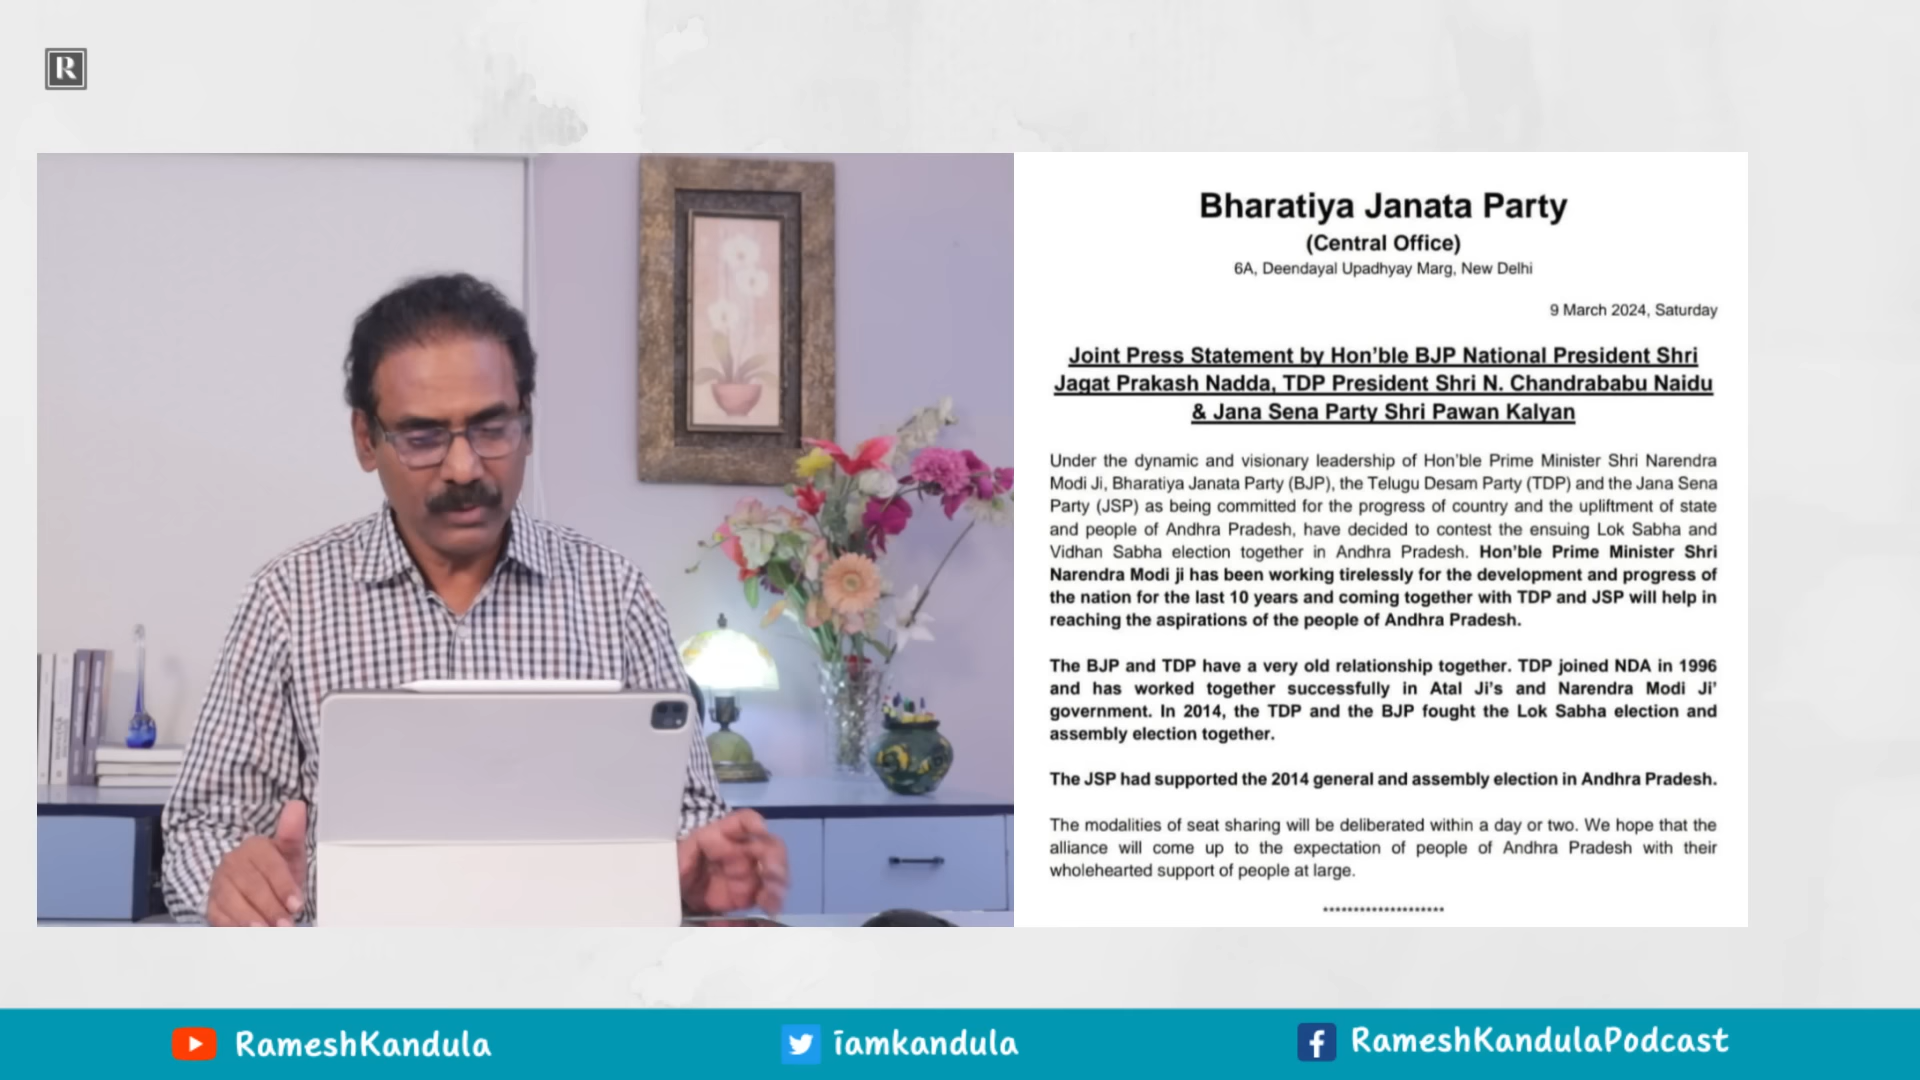 R
Bharatiya Janata Party
(Central Office)
6A, Deendayal Upadhyay Marg, New Delhi
9 March 2024, Saturday
Joint Press Statement by Hon’ble BJP National President Shri
Jagat Prakash Nadda, TDP President Shri N. Chandrababu Naidu
& Jana Sena Party Shri Pawan Kalyan
Under the dynamic and visionary leadership of Hon’ble Prime Minister Shri Narendra
Modi Ji, Bharatiya Janata Party (BJP), the Telugu Desam Party (TDP) and the Jana Sena
Party (JSP) as being committed for the progress of country and the upliftment of state
and people of Andhra Pradesh, have decided to contest the ensuing Lok Sabha and
Vidhan Sabha election together in Andhra Pradesh. Hon’ble Prime Minister Shri
Narendra Modi ji has been working tirelessly for the development and progress of
the nation for the last 10 years and coming together with TDP and JSP will help in
reaching the aspirations of the people of Andhra Pradesh.
The BJP and TDP have a very old relationship together. TDP joined NDA in 1996
and has worked together successfully in Atal Ji’s and Narendra Modi Ji’
government. In 2014, the TDP and the BJP fought the Lok Sabha election and
assembly election together.
The JSP had supported the 2014 general and assembly election in Andhra Pradesh.
The modalities of seat sharing will be deliberated within a day or two. We hope that the
alliance will come up to the expectation of people of Andhra Pradesh with their
wholehearted support of people at large.
********************
RameshKandula
iamkandula
RameshKandulaPodcast